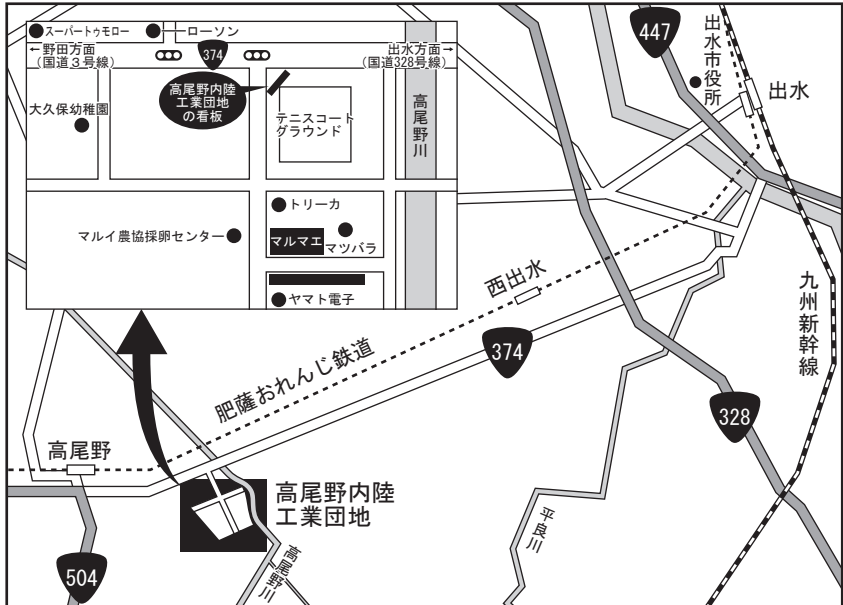 スーパートゥモロー
ローソン
←野田方面
(国道3号線)
374
出水方面→
(国道328号線)
高尾野内陸
工業団地
の看板
大久保幼稚園
テニスコート
グラウンド
高尾野川
トリーカ
マルイ農協採卵センター
マルマエ
マツバラ
ヤマト電子
447
出水市役所
出水
西出水
九州新幹線
374
肥薩おれんじ鉄道
328
高尾野
高尾野内陸
工業団地
平良川
高尾野川
504